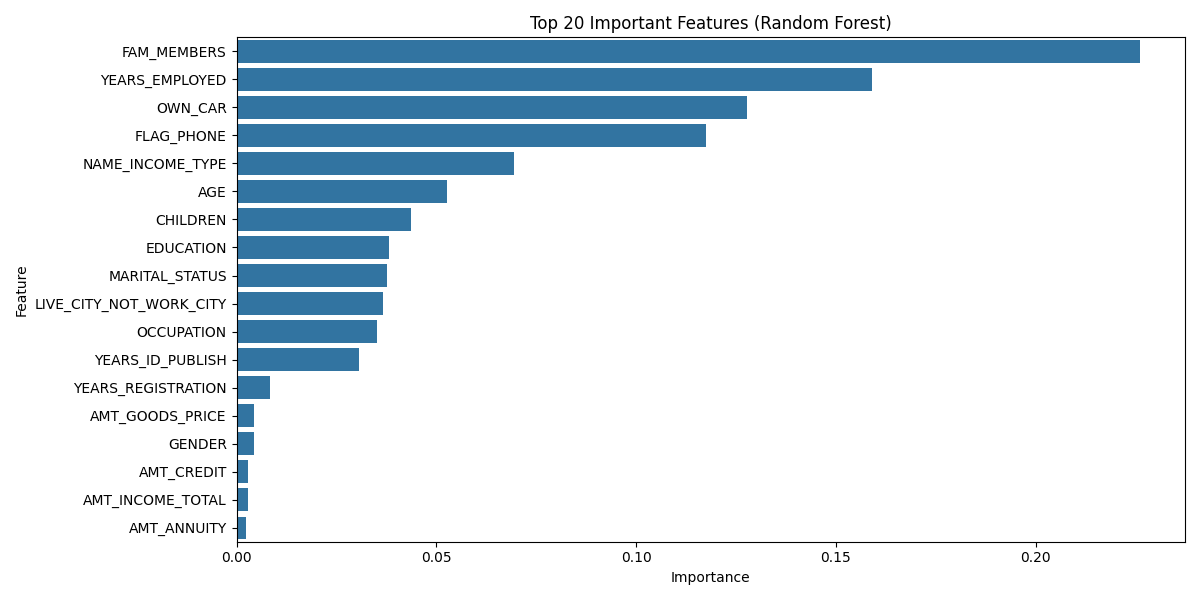 Top 20 Important Features (Random Forest)
FAM_MEMBERS
YEARS_EMPLOYED
OWN_CAR
FLAG_PHONE
NAME_INCOME_TYPE
AGE
CHILDREN
EDUCATION
MARITAL_STATUS
LIVE_CITY_NOT_WORK_CITY
OCCUPATION
YEARS_ID_PUBLISH
YEARS_REGISTRATION
AMT_GOODS_PRICE
GENDER
AMT_CREDIT
AMT_INCOME_TOTAL
AMT_ANNUITY
Feature
0.00 0.05 0.10 0.15 0.20
Importance